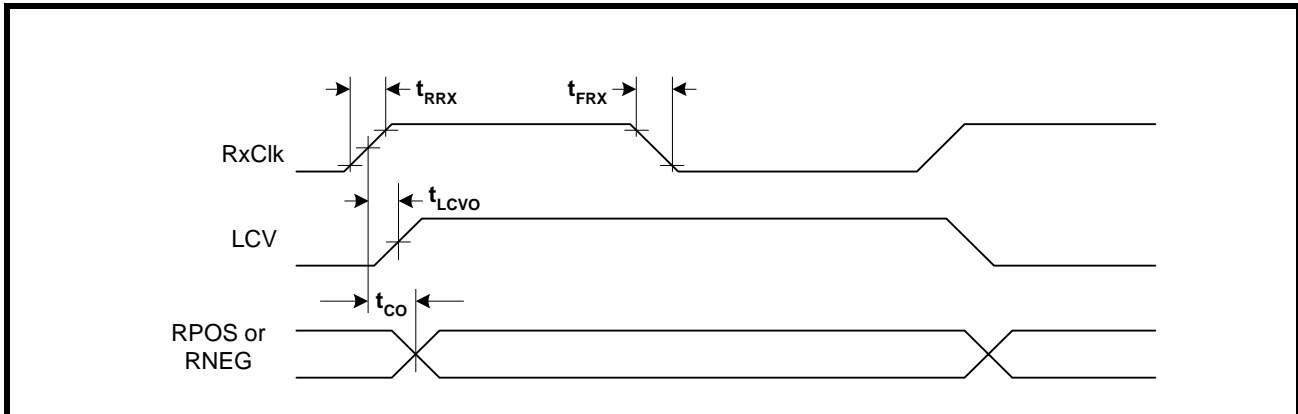 tRRX
tFRX
RxClk
tLCVO
LCV
tCO
RPOS or
RNEG